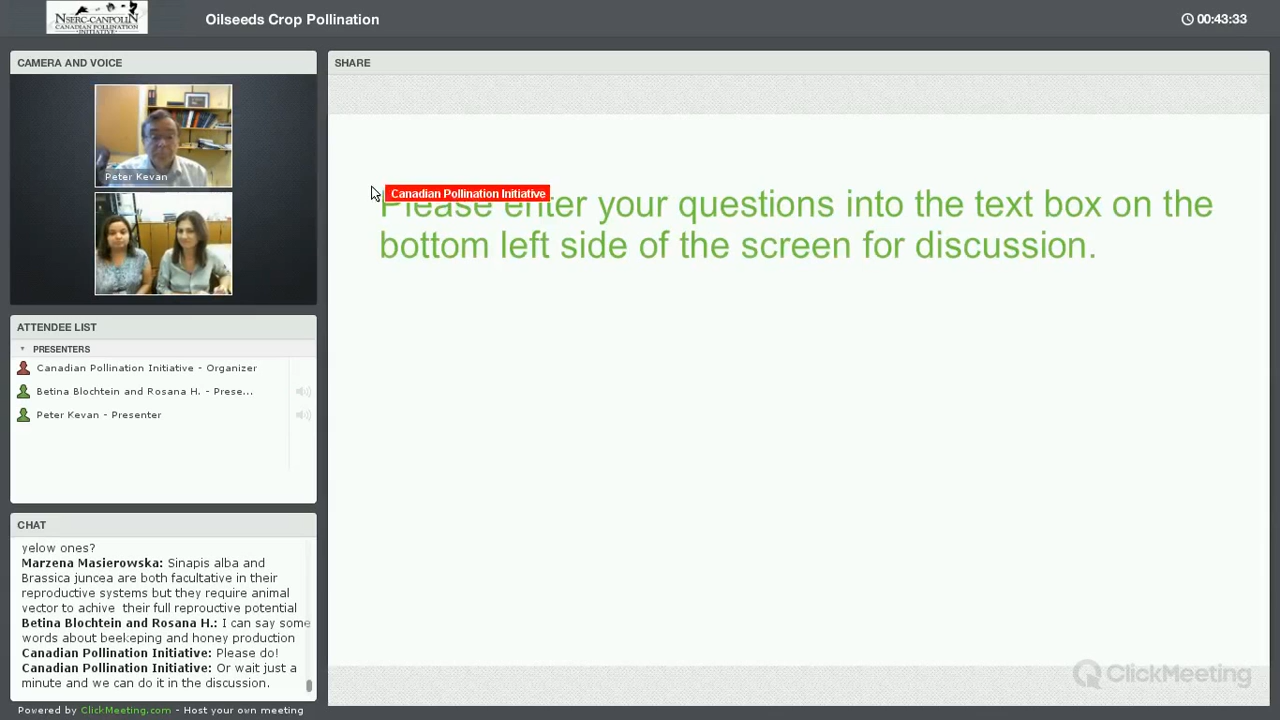 NSERC-CANPOLIN
CANADIAN POLLINATION
INITIATIVE
Oilseeds Crop Pollination
00:43:33
CAMERA AND VOICE
Peter Kevan
ATTENDEE LIST
PRESENTERS
Canadian Pollination Initiative - Organizer
Betina Blochtein and Rosana H. - Prese...
Peter Kevan - Presenter
CHAT
yelow ones?
Marzena Masierowska: Sinapis alba and
Brassica juncea are both facultative in their
reproductive systems but they require animal
vector to achive their full reprouctive potential
Betina Blochtein and Rosana H.: I can say some
words about beekeping and honey production
Canadian Pollination Initiative: Please do!
Canadian Pollination Initiative: Or wait just a
minute and we can do it in the discussion.
Powered by ClickMeeting.com - Host your own meeting
SHARE
Canadian Pollination Initiative
Please enter your questions into the text box on the
bottom left side of the screen for discussion.
ClickMeeting